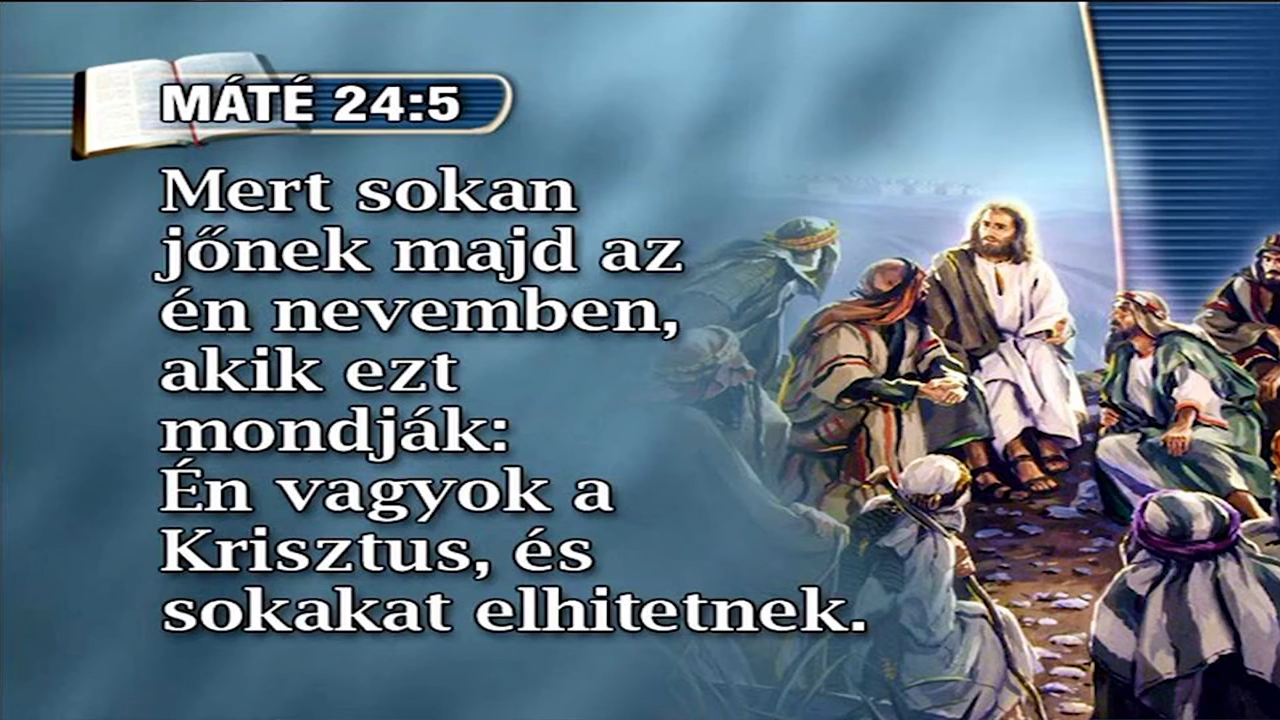 MÁTÉ 24:5
Mert sokan
jőnek majd az
én nevemben,
akik ezt
mondják:
Én vagyok a
Krisztus, és
sokakat elhitetnek.